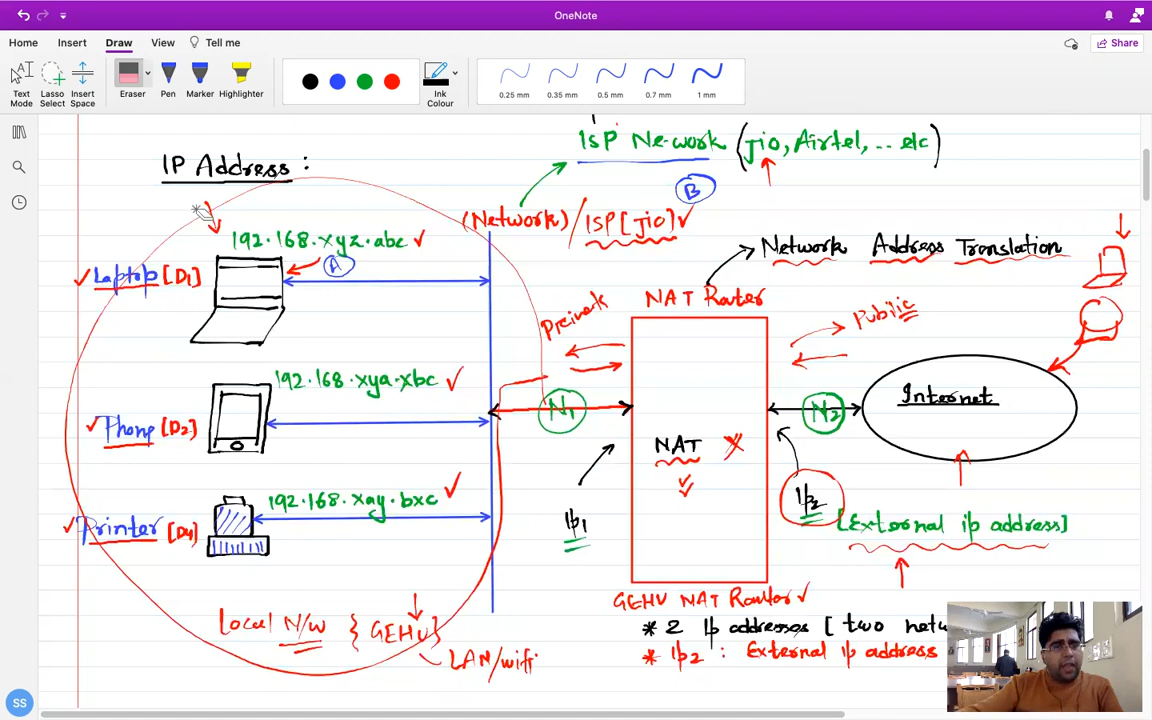 OneNote
Home Insert Draw View Tell me
Share
Text Mode
Lasso Select
Insert Space
Eraser
Pen
Marker
Highlighter
Ink Colour
0.25 mm 0.35 mm 0.5 mm 0.7 mm 1 mm
ISP Ne-work (Jio, Airtel, .. etc)
IP Address :
B
(Network) / ISP [Jio]
192.168.xyz.abc
A
Network Address Translation
Laptop [D1]
NAT Router
Public
192.168.xya.xbc
Internet
N1
N2
Phone [D2]
NAT
192.168.xay.bxc
Ip2
Ip1
[External ip address]
Printer [D4]
GEHU NAT Router
Local N/W { GEHU }
* 2 Ip addresses [ two netw
* Ip2 : External ip address
LAN/wifi
SS